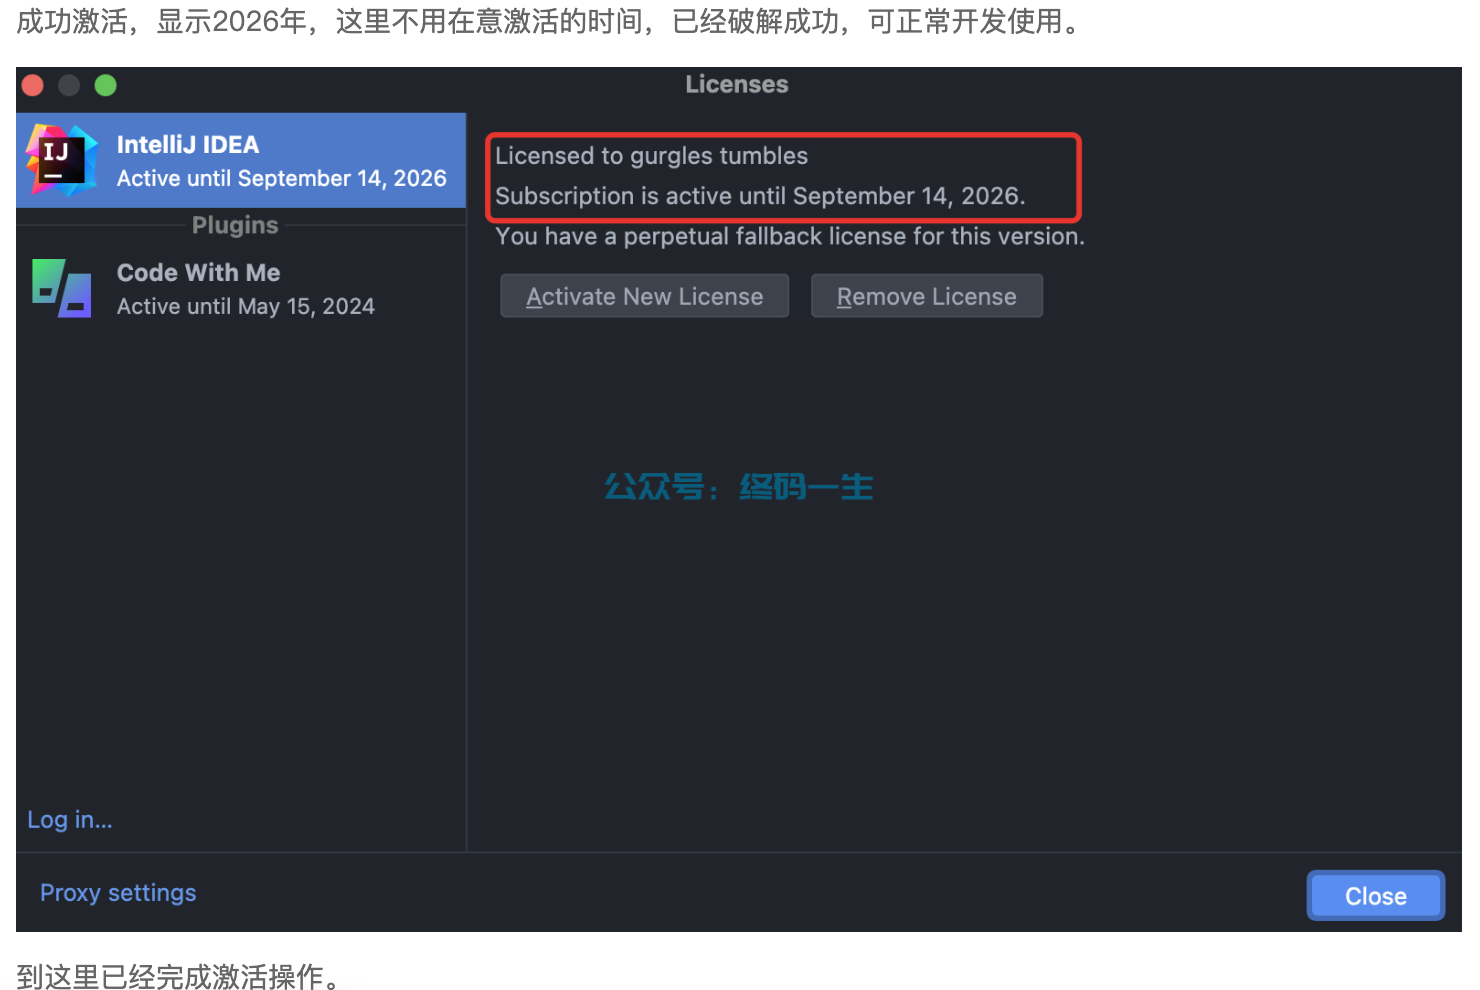 成功激活，显示2026年，这里不用在意激活的时间，已经破解成功，可正常开发使用。
Licenses
IJ
IntelliJ IDEA
Active until September 14, 2026
Plugins
Code With Me
Active until May 15, 2024
Licensed to gurgles tumbles
Subscription is active until September 14, 2026.
You have a perpetual fallback license for this version.
Activate New License
Remove License
公众号：终码一生
Log in...
Proxy settings
Close
到这里已经完成激活操作。